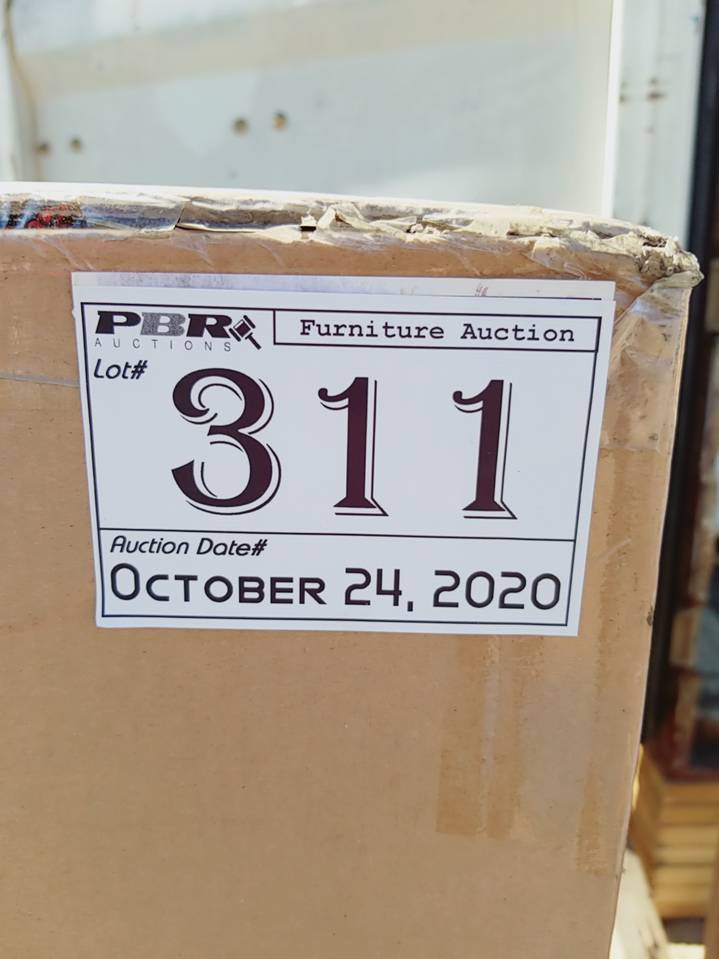 PBR
AUCTIONS
Furniture Auction
Lot#
311
Auction Date#
OCTOBER 24, 2020